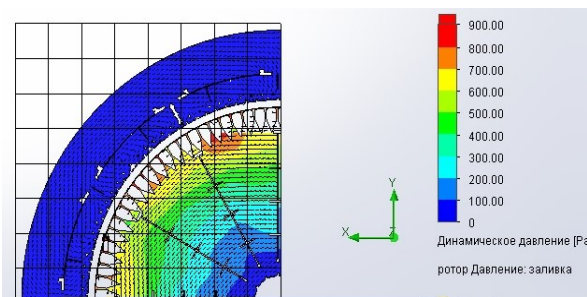 900.00
800.00
700.00
600.00
500.00
400.00
300.00
200.00
100.00
0
Y
X
Z
Динамическое давление [Pa
ротор Давление: заливка